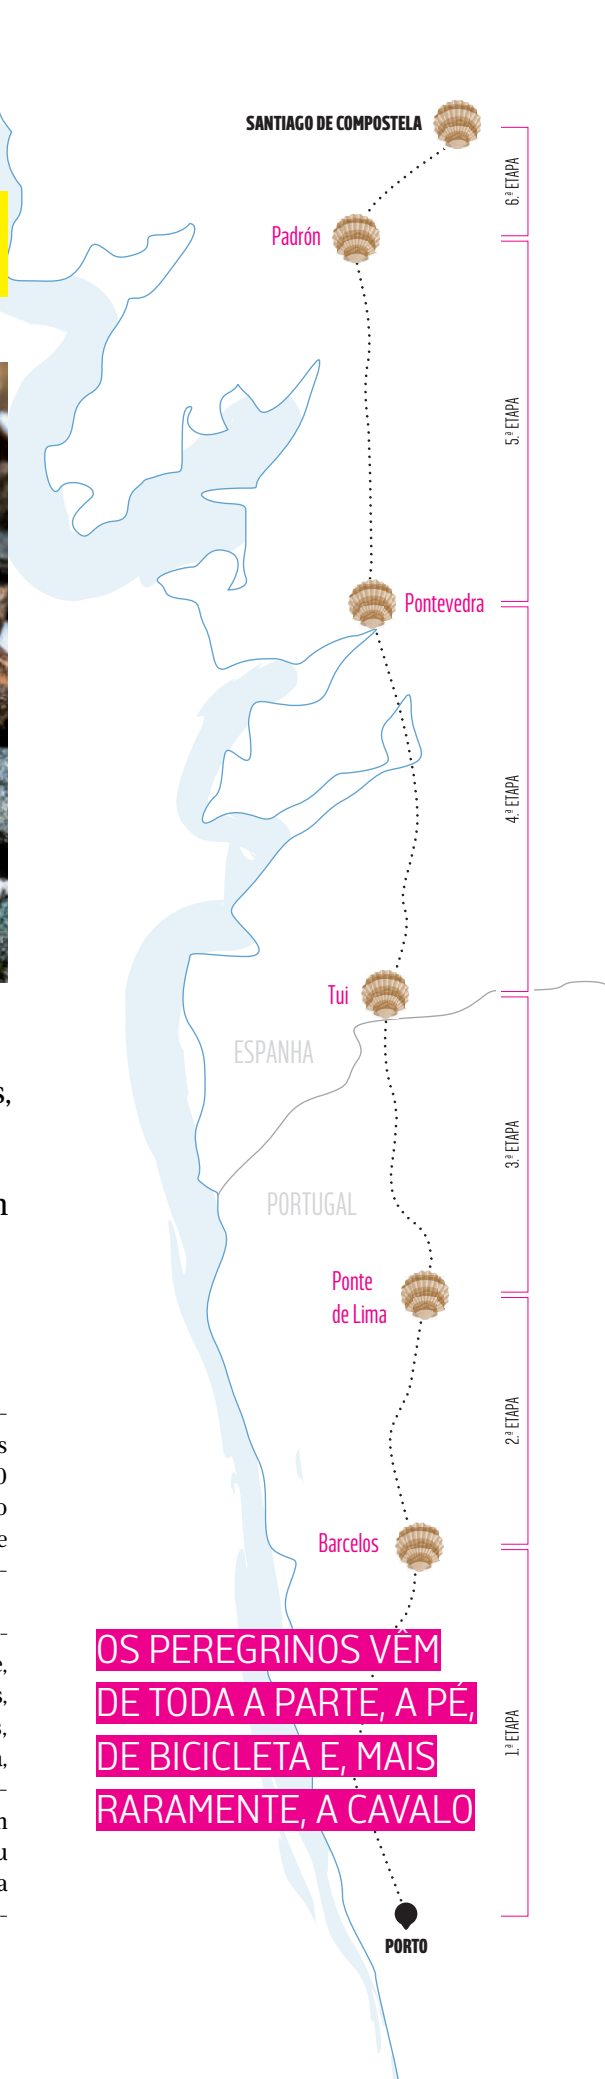 SANTIAGO DE COMPOSTELA
6.ª ETAPA
Padrón
5.ª ETAPA
Pontevedra
4.ª ETAPA
Tui
ESPANHA
3.ª ETAPA
PORTUGAL
Ponte
de Lima
2.ª ETAPA
Barcelos
OS PEREGRINOS VÊM
DE TODA A PARTE, A PÉ,
DE BICICLETA E, MAIS
RARAMENTE, A CAVALO
1.ª ETAPA
PORTO